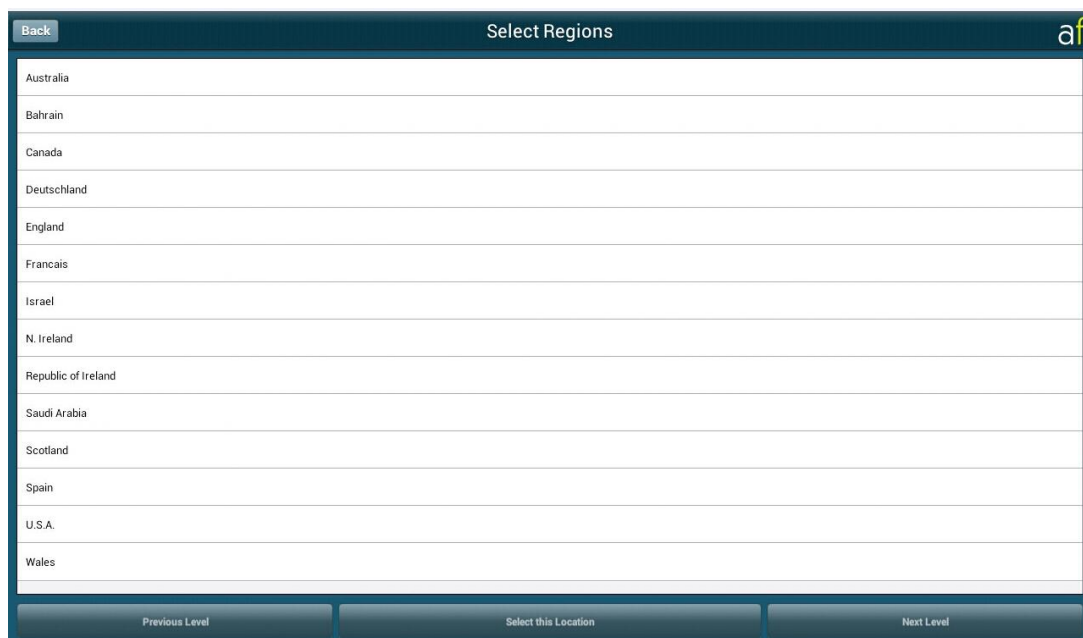 Back
Select Regions
af
Australia
Bahrain
Canada
Deutschland
England
Francais
Israel
N. Ireland
Republic of Ireland
Saudi Arabia
Scotland
Spain
U.S.A.
Wales
Previous Level
Select this Location
Next Level